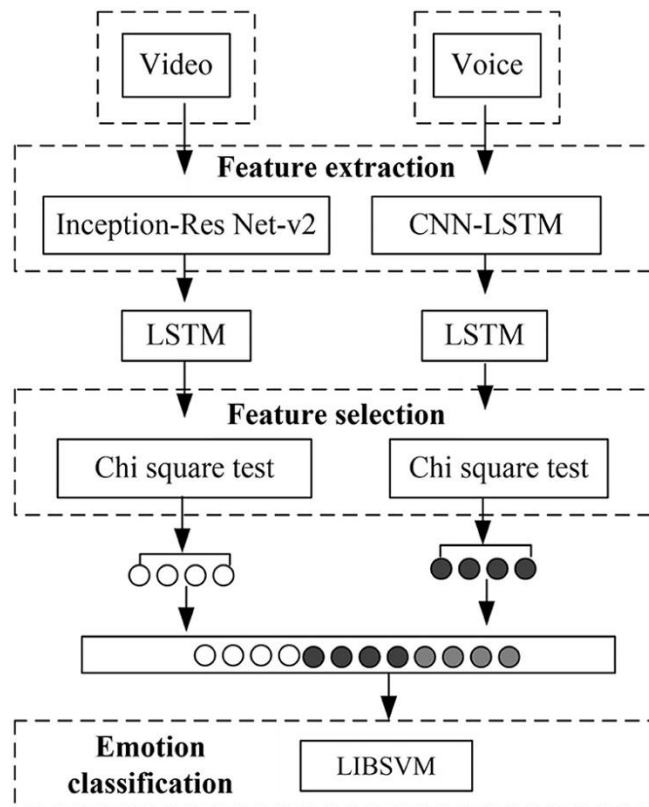 Video
Voice
Feature extraction
Inception-Res Net-v2
CNN-LSTM
LSTM
LSTM
Feature selection
Chi square test
Chi square test
Emotion
classification
LIBSVM